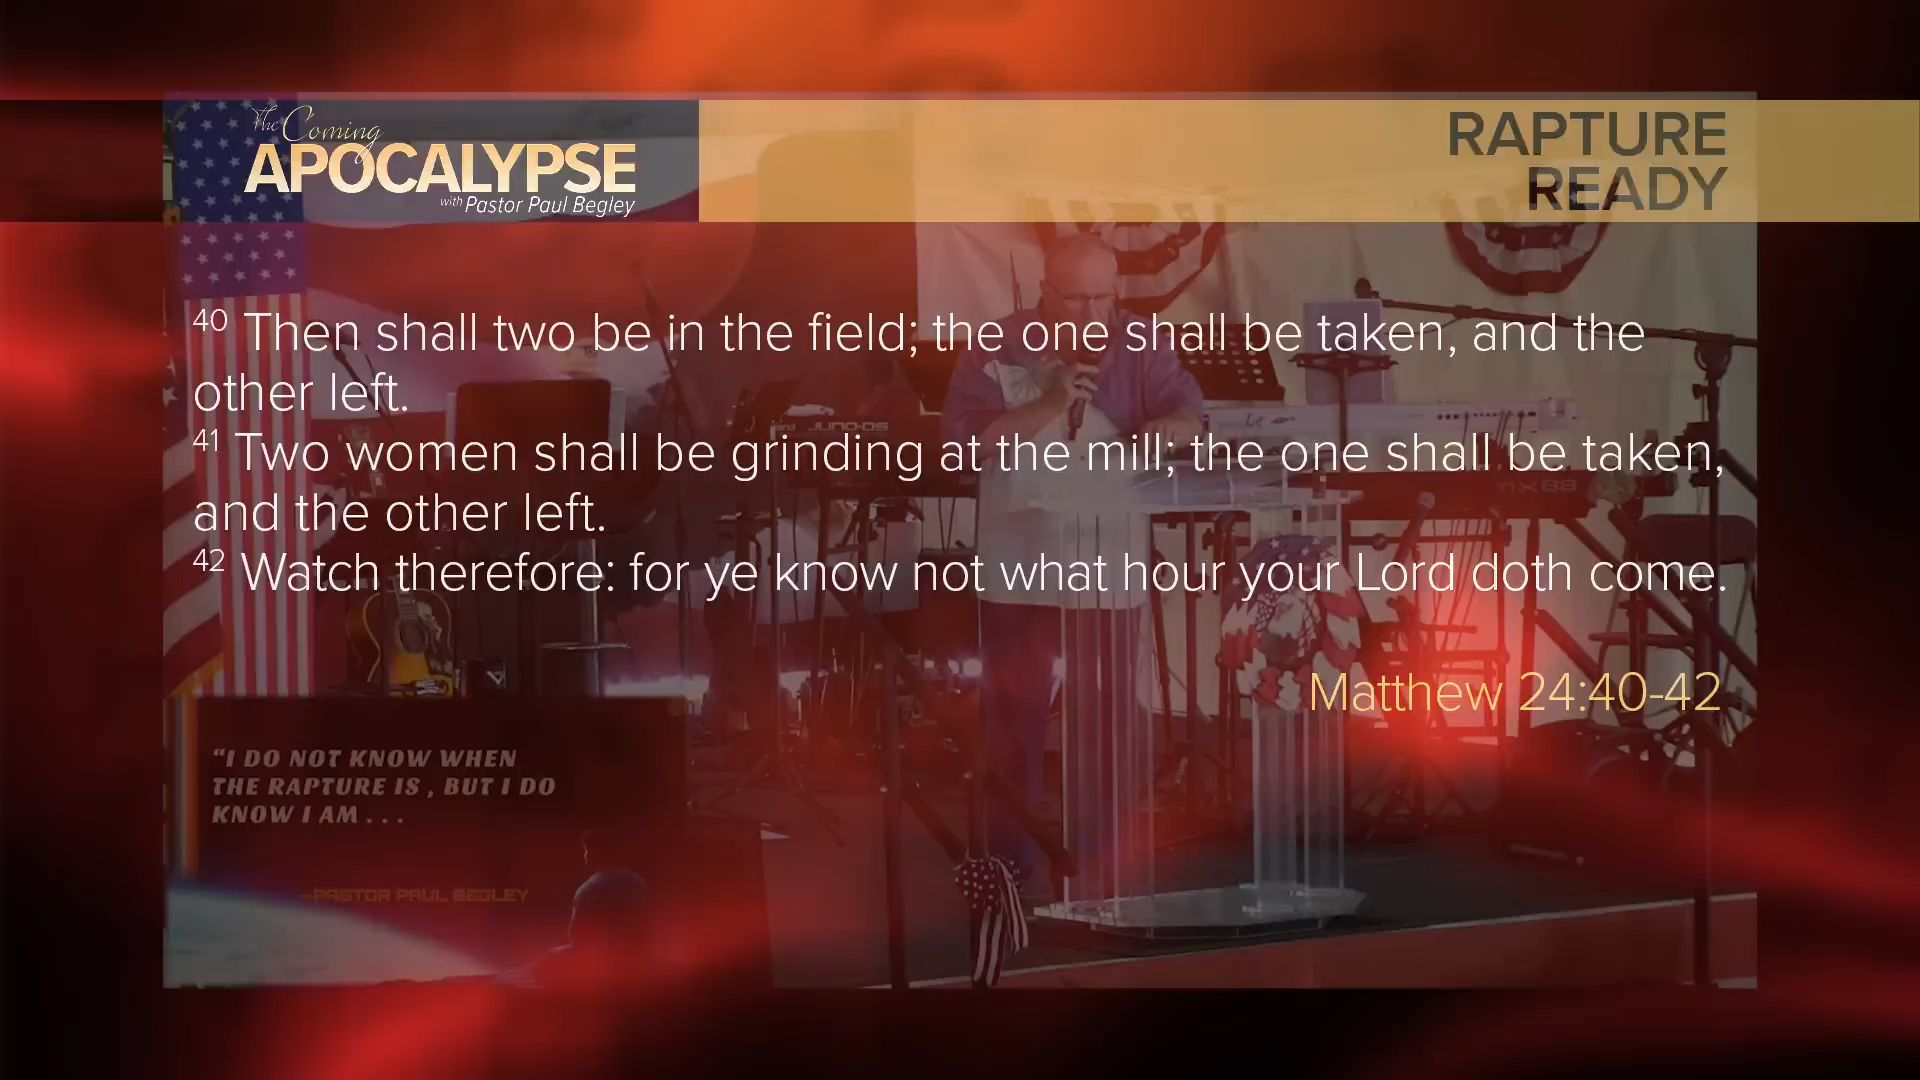 The Coming
APOCALYPSE
with Pastor Paul Begley
RAPTURE
READY
40 Then shall two be in the field; the one shall be taken, and the
other left.
41 Two women shall be grinding at the mill; the one shall be taken,
and the other left.
42 Watch therefore: for ye know not what hour your Lord doth come.
Matthew 24:40-42
JUNO-DS
“I DO NOT KNOW WHEN
THE RAPTURE IS , BUT I DO
KNOW I AM . . .
—PASTOR PAUL BEGLEY